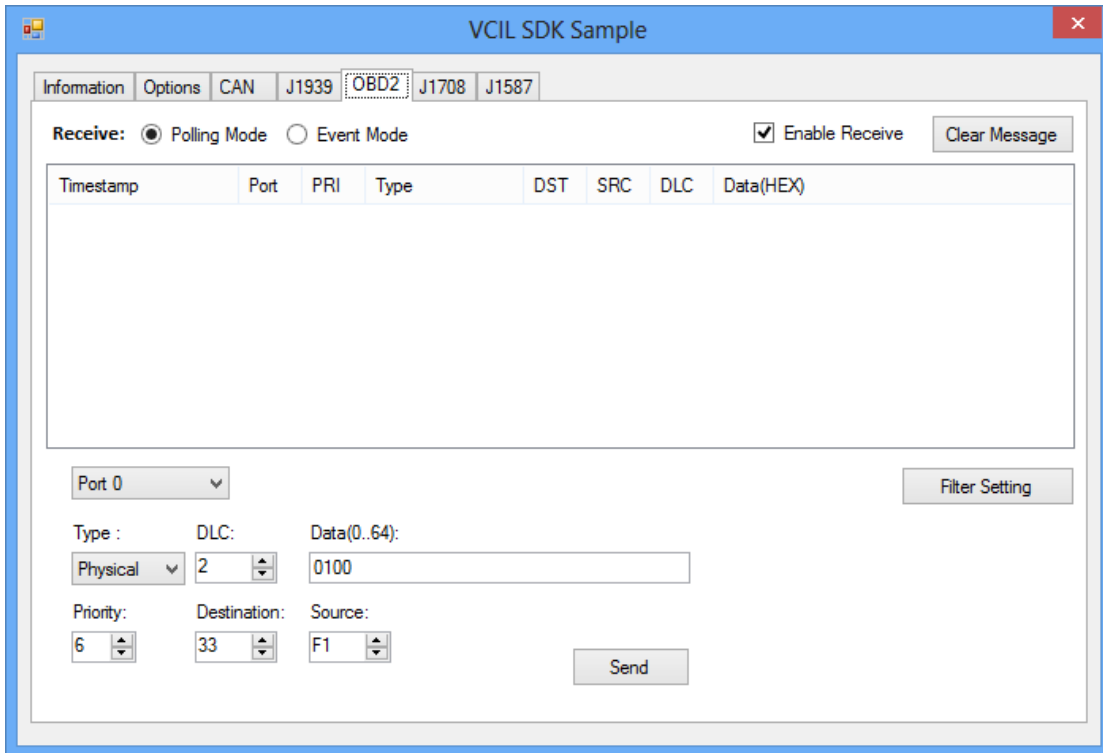 VCIL SDK Sample
Information Options CAN J1939 OBD2 J1708 J1587
Receive: Polling Mode Event Mode Enable Receive Clear Message
Timestamp Port PRI Type DST SRC DLC Data(HEX)
Port 0 Filter Setting
Type : DLC: Data(0..64):
Physical 2 0100
Priority: Destination: Source:
6 33 F1
Send